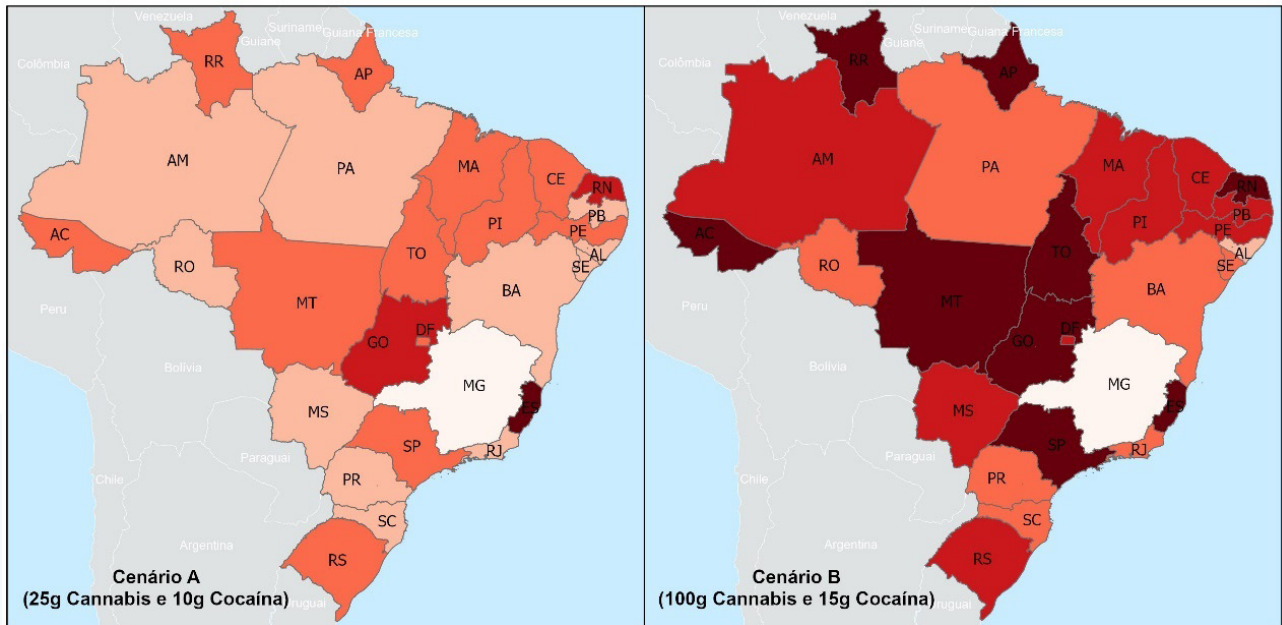 Venezuela
Suriname
Guiana Francesa
Guiane
Colômbia
RR
AP
AM
PA
MA
CE
RN
PB
PI
PE
AC
AL
SE
TO
RO
BA
MT
Peru
DF
GO
Bolívia
MG
MS
ES
SP
RJ
Paraguai
PR
Chile
SC
Argentina
RS
Cenário A
(25g Cannabis e 10g Cocaína)
Venezuela
Suriname
Guiana Francesa
Guiane
Colômbia
RR
AP
AM
PA
MA
CE
RN
PB
PI
PE
AC
AL
SE
TO
RO
BA
MT
Peru
DF
GO
Bolívia
MG
MS
ES
SP
RJ
Paraguai
PR
Chile
SC
Argentina
RS
Cenário B
(100g Cannabis e 15g Cocaína)